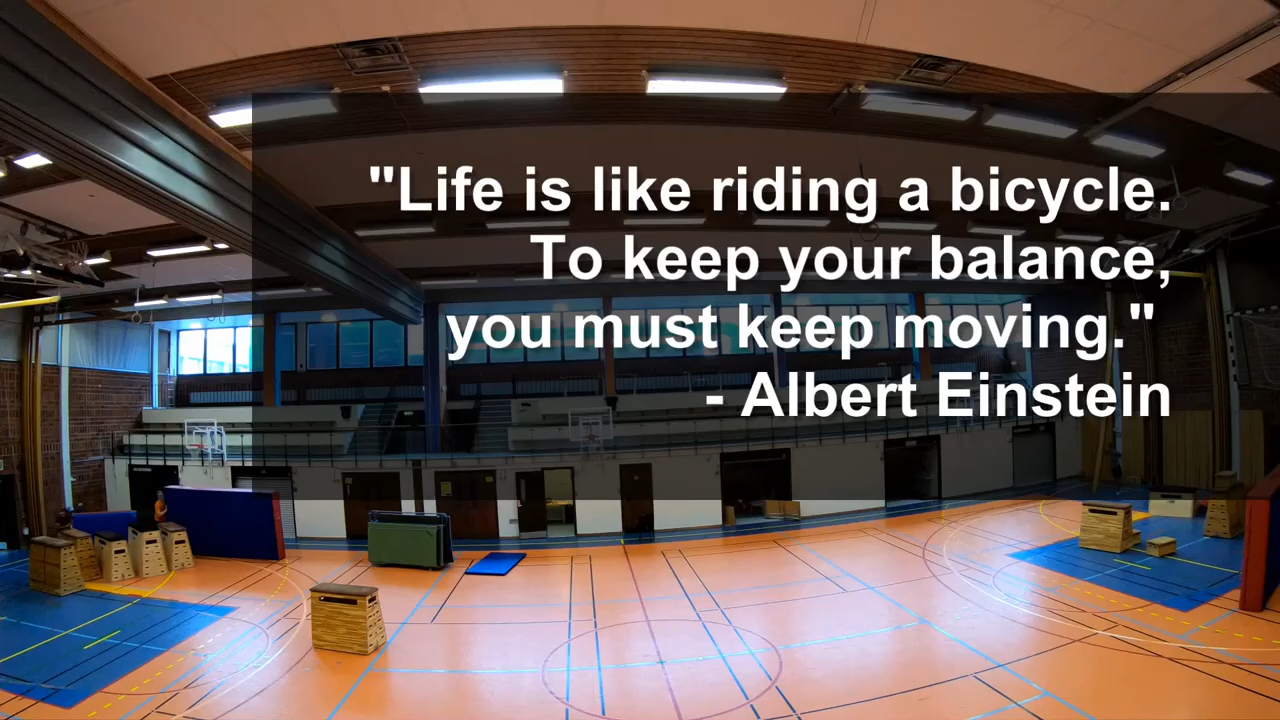 "Life is like riding a bicycle.
To keep your balance,
you must keep moving."
- Albert Einstein